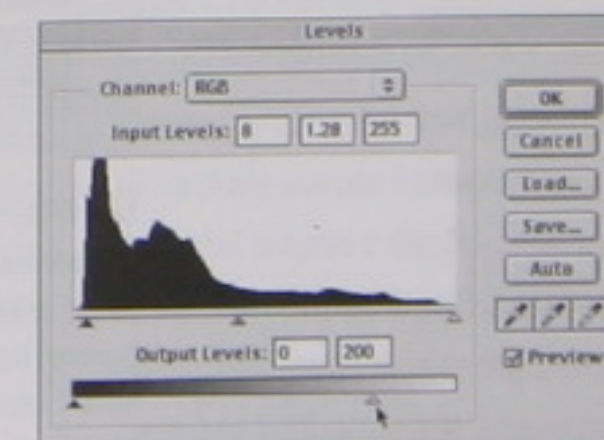 Levels
Channel: RGB
OK
Input Levels: 8 1.28 255
Cancel
Load...
Save...
Auto
Output Levels: 0 200
Preview